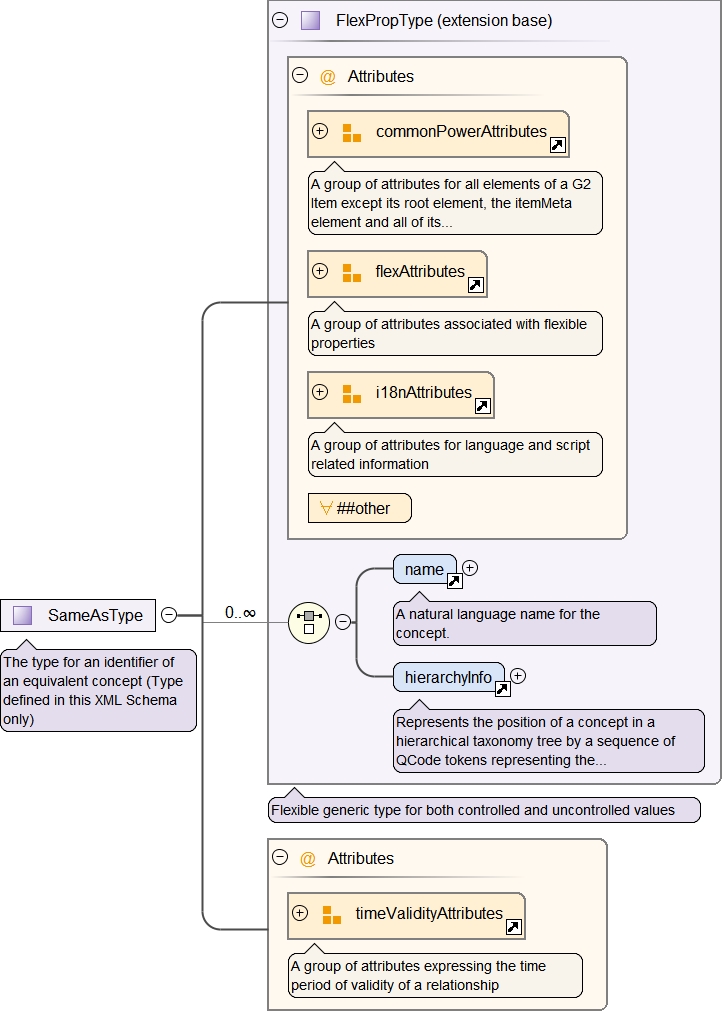 FlexPropType (extension base)
@ Attributes
commonPowerAttributes
A group of attributes for all elements of a G2
Item except its root element, the itemMeta
element and all of its...
flexAttributes
A group of attributes associated with flexible
properties
i18nAttributes
A group of attributes for language and script
related information
##other
name
A natural language name for the
concept.
SameAsType
0..∞
The type for an identifier of
an equivalent concept (Type
defined in this XML Schema
only)
hierarchyInfo
Represents the position of a concept in a
hierarchical taxonomy tree by a sequence of
QCode tokens representing the...
Flexible generic type for both controlled and uncontrolled values
@ Attributes
timeValidityAttributes
A group of attributes expressing the time
period of validity of a relationship